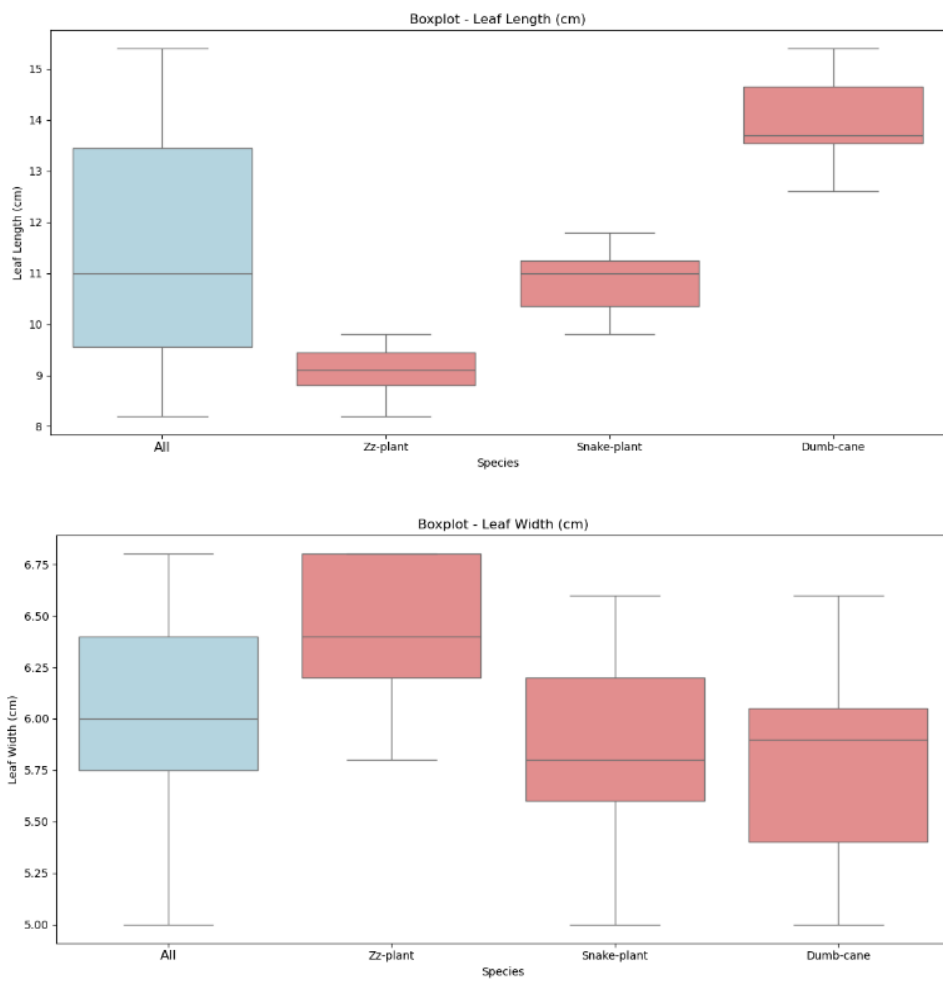 Boxplot - Leaf Length (cm)
Leaf Length (cm)
15
14
13
12
11
10
9
8
All Zz-plant Snake-plant Dumb-cane
Species
Boxplot - Leaf Width (cm)
Leaf Width (cm)
6.75
6.50
6.25
6.00
5.75
5.50
5.25
5.00
All Zz-plant Snake-plant Dumb-cane
Species